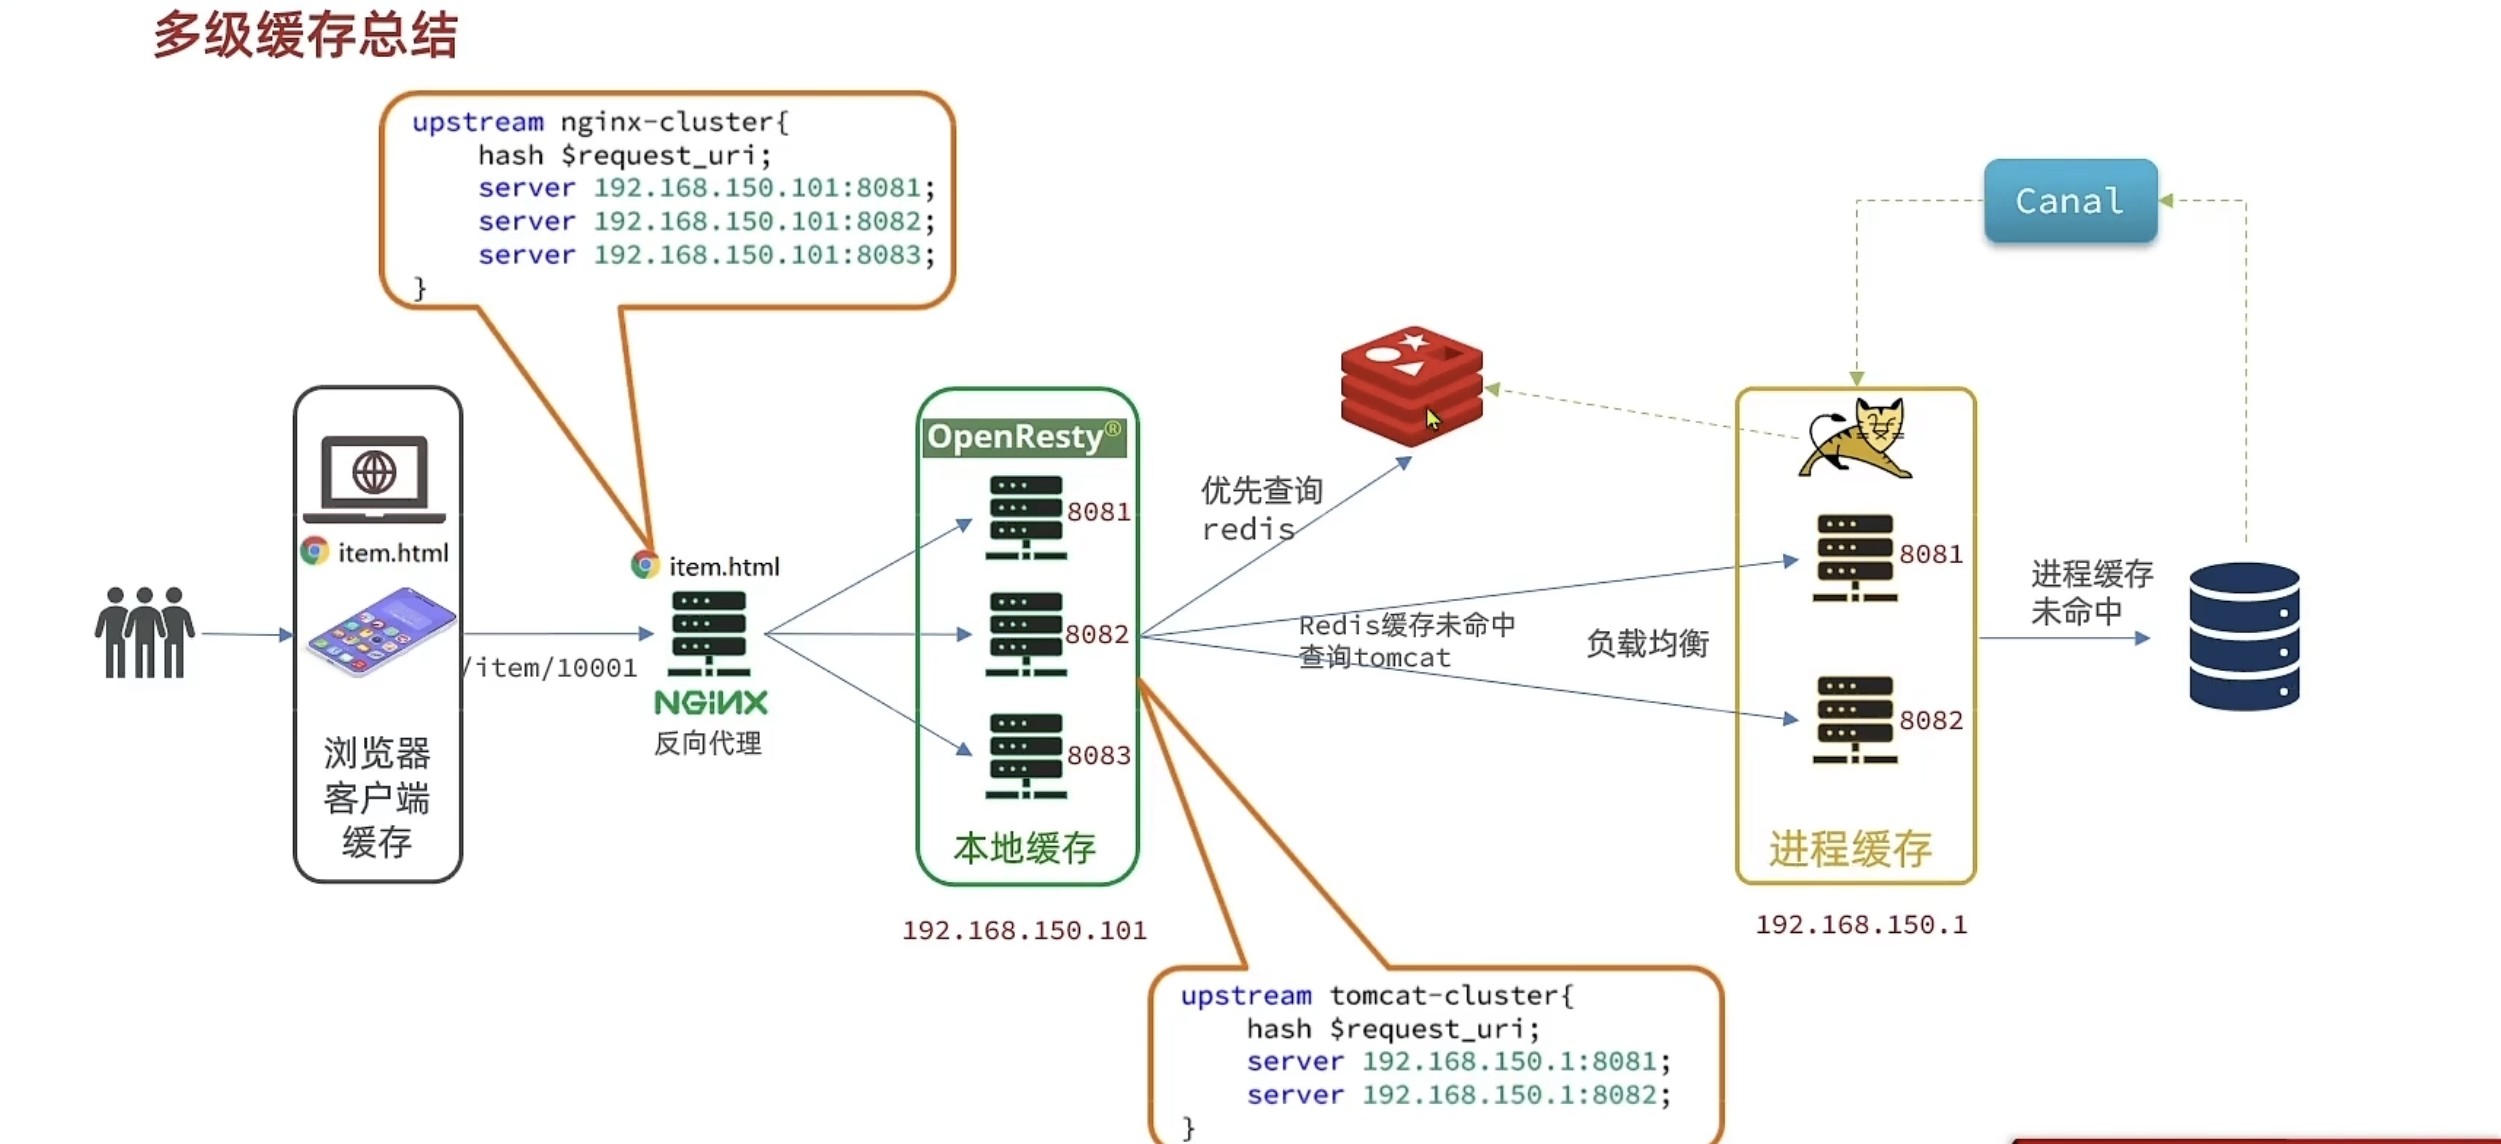 多级缓存总结
upstream nginx-cluster{
hash $request_uri;
server 192.168.150.101:8081;
server 192.168.150.101:8082;
server 192.168.150.101:8083;
}
Canal
OpenResty®
8081
8082
8083
本地缓存
192.168.150.101
item.html
浏览器
客户端
缓存
/item/10001
item.html
NGiNX
反向代理
优先查询
redis
Redis缓存未命中
查询tomcat
负载均衡
8081
8082
进程缓存
192.168.150.1
进程缓存
未命中
upstream tomcat-cluster{
hash $request_uri;
server 192.168.150.1:8081;
server 192.168.150.1:8082;
}